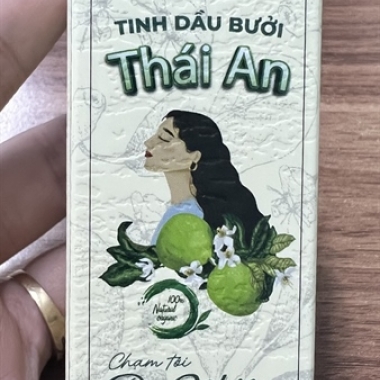 TINH DẦU BƯỞI
Thái An
100%
Natural
organic
Chạm tới